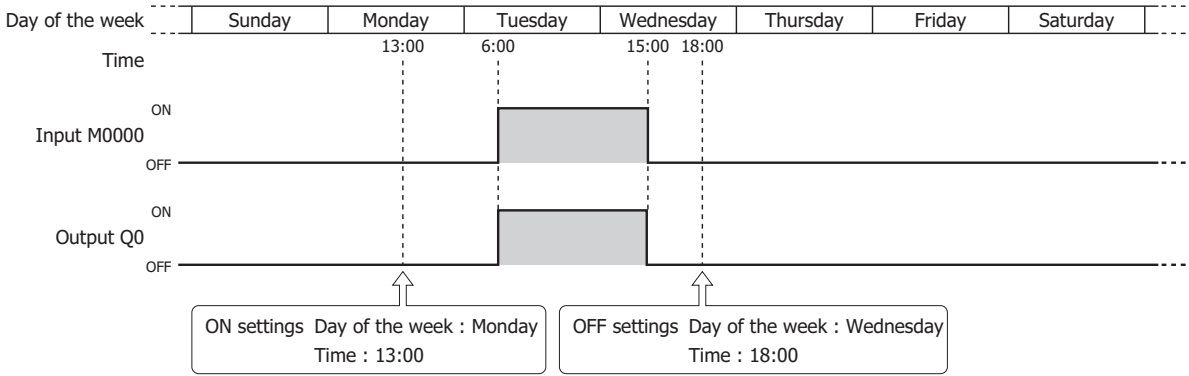 Day of the week Sunday Monday Tuesday Wednesday Thursday Friday Saturday
Time 13:00 6:00 15:00 18:00
ON
Input M0000
OFF
ON
Output Q0
OFF
ON settings Day of the week : Monday
Time : 13:00
OFF settings Day of the week : Wednesday
Time : 18:00